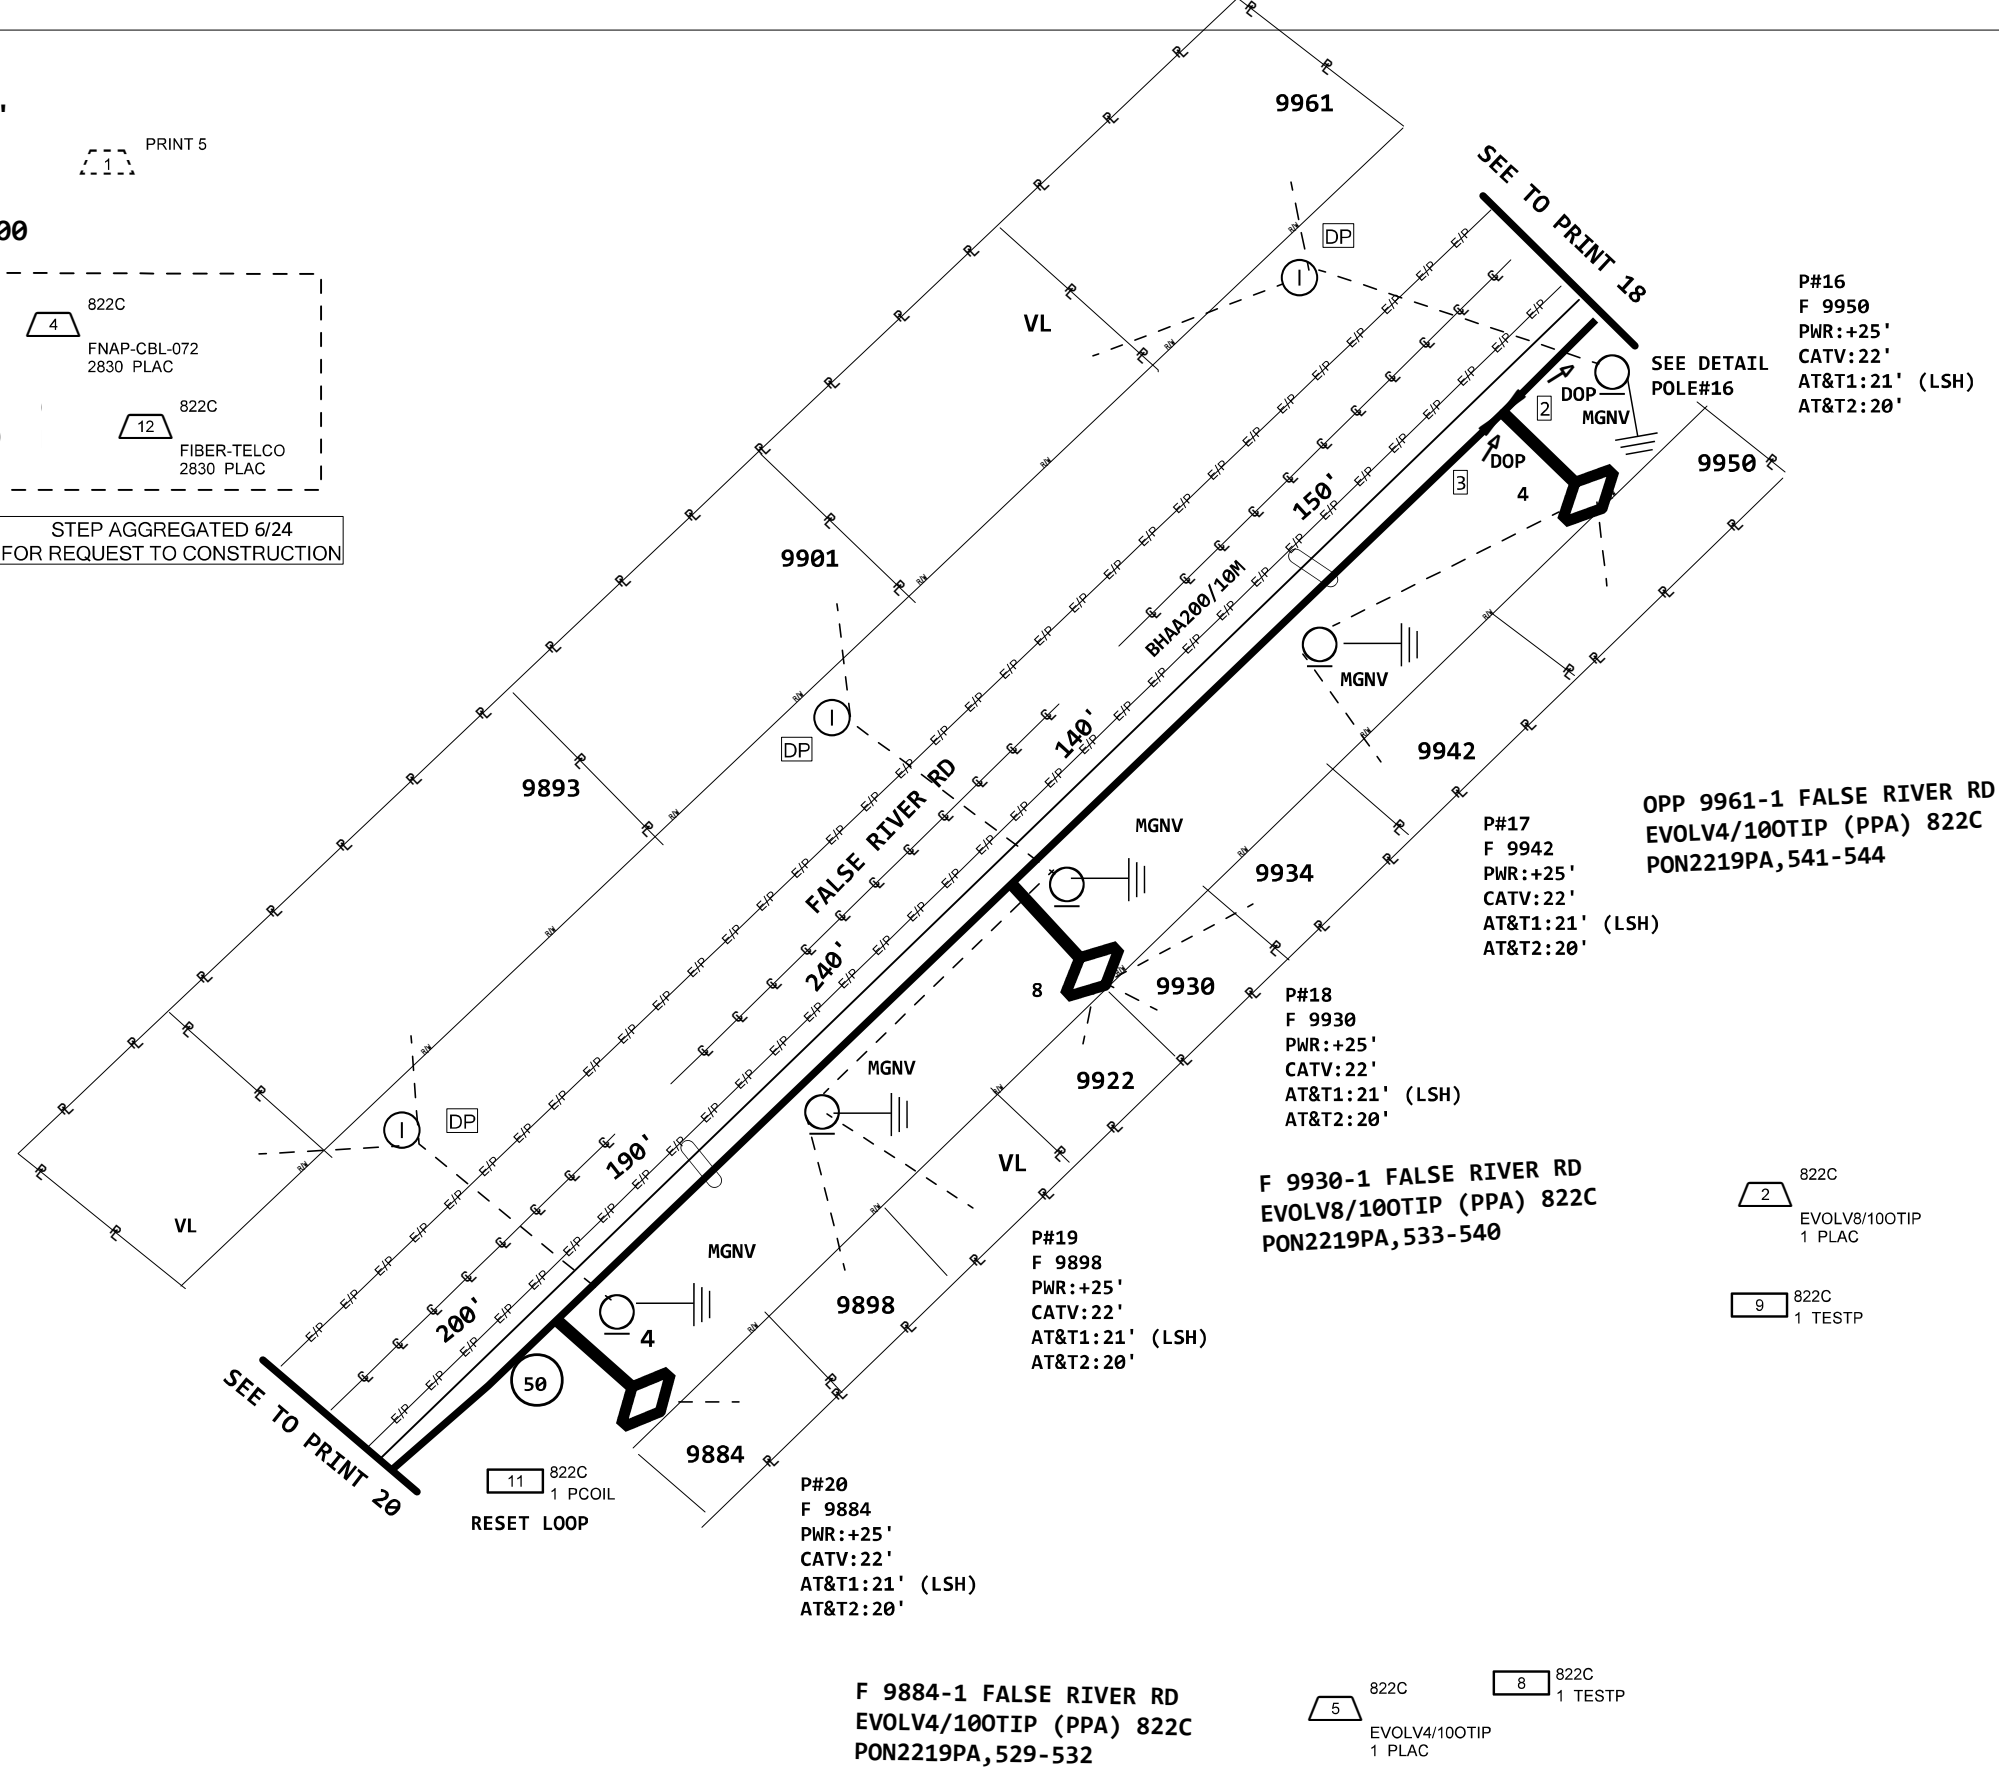 PRINT 5
1
00
822C
4
FNAP-CBL-072
2830 PLAC
822C
12
FIBER-TELCO
2830 PLAC
STEP AGGREGATED 6/24
FOR REQUEST TO CONSTRUCTION
9961
SEE TO PRINT 18
DP
VL
P#16
F 9950
PWR:+25'
CATV:22'
AT&T1:21' (LSH)
AT&T2:20'
SEE DETAIL
POLE#16
DOP
2
MGNV
DOP
3
4
9950
150'
BHAA200/10M
9901
MGNV
DP
140'
9942
9893
FALSE RIVER RD
MGNV
OPP 9961-1 FALSE RIVER RD
EVOLV4/10OTIP (PPA) 822C
PON2219PA,541-544
P#17
F 9942
PWR:+25'
CATV:22'
AT&T1:21' (LSH)
AT&T2:20'
9934
240'
8
9930
P#18
F 9930
PWR:+25'
CATV:22'
AT&T1:21' (LSH)
AT&T2:20'
MGNV
9922
DP
190'
VL
F 9930-1 FALSE RIVER RD
EVOLV8/10OTIP (PPA) 822C
PON2219PA,533-540
822C
2
EVOLV8/10OTIP
1 PLAC
VL
P#19
F 9898
PWR:+25'
CATV:22'
AT&T1:21' (LSH)
AT&T2:20'
MGNV
9898
822C
9
1 TESTP
200'
4
50
SEE TO PRINT 20
9884
822C
11
1 PCOIL
RESET LOOP
P#20
F 9884
PWR:+25'
CATV:22'
AT&T1:21' (LSH)
AT&T2:20'
F 9884-1 FALSE RIVER RD
EVOLV4/10OTIP (PPA) 822C
PON2219PA,529-532
822C
5
EVOLV4/10OTIP
1 PLAC
822C
8
1 TESTP